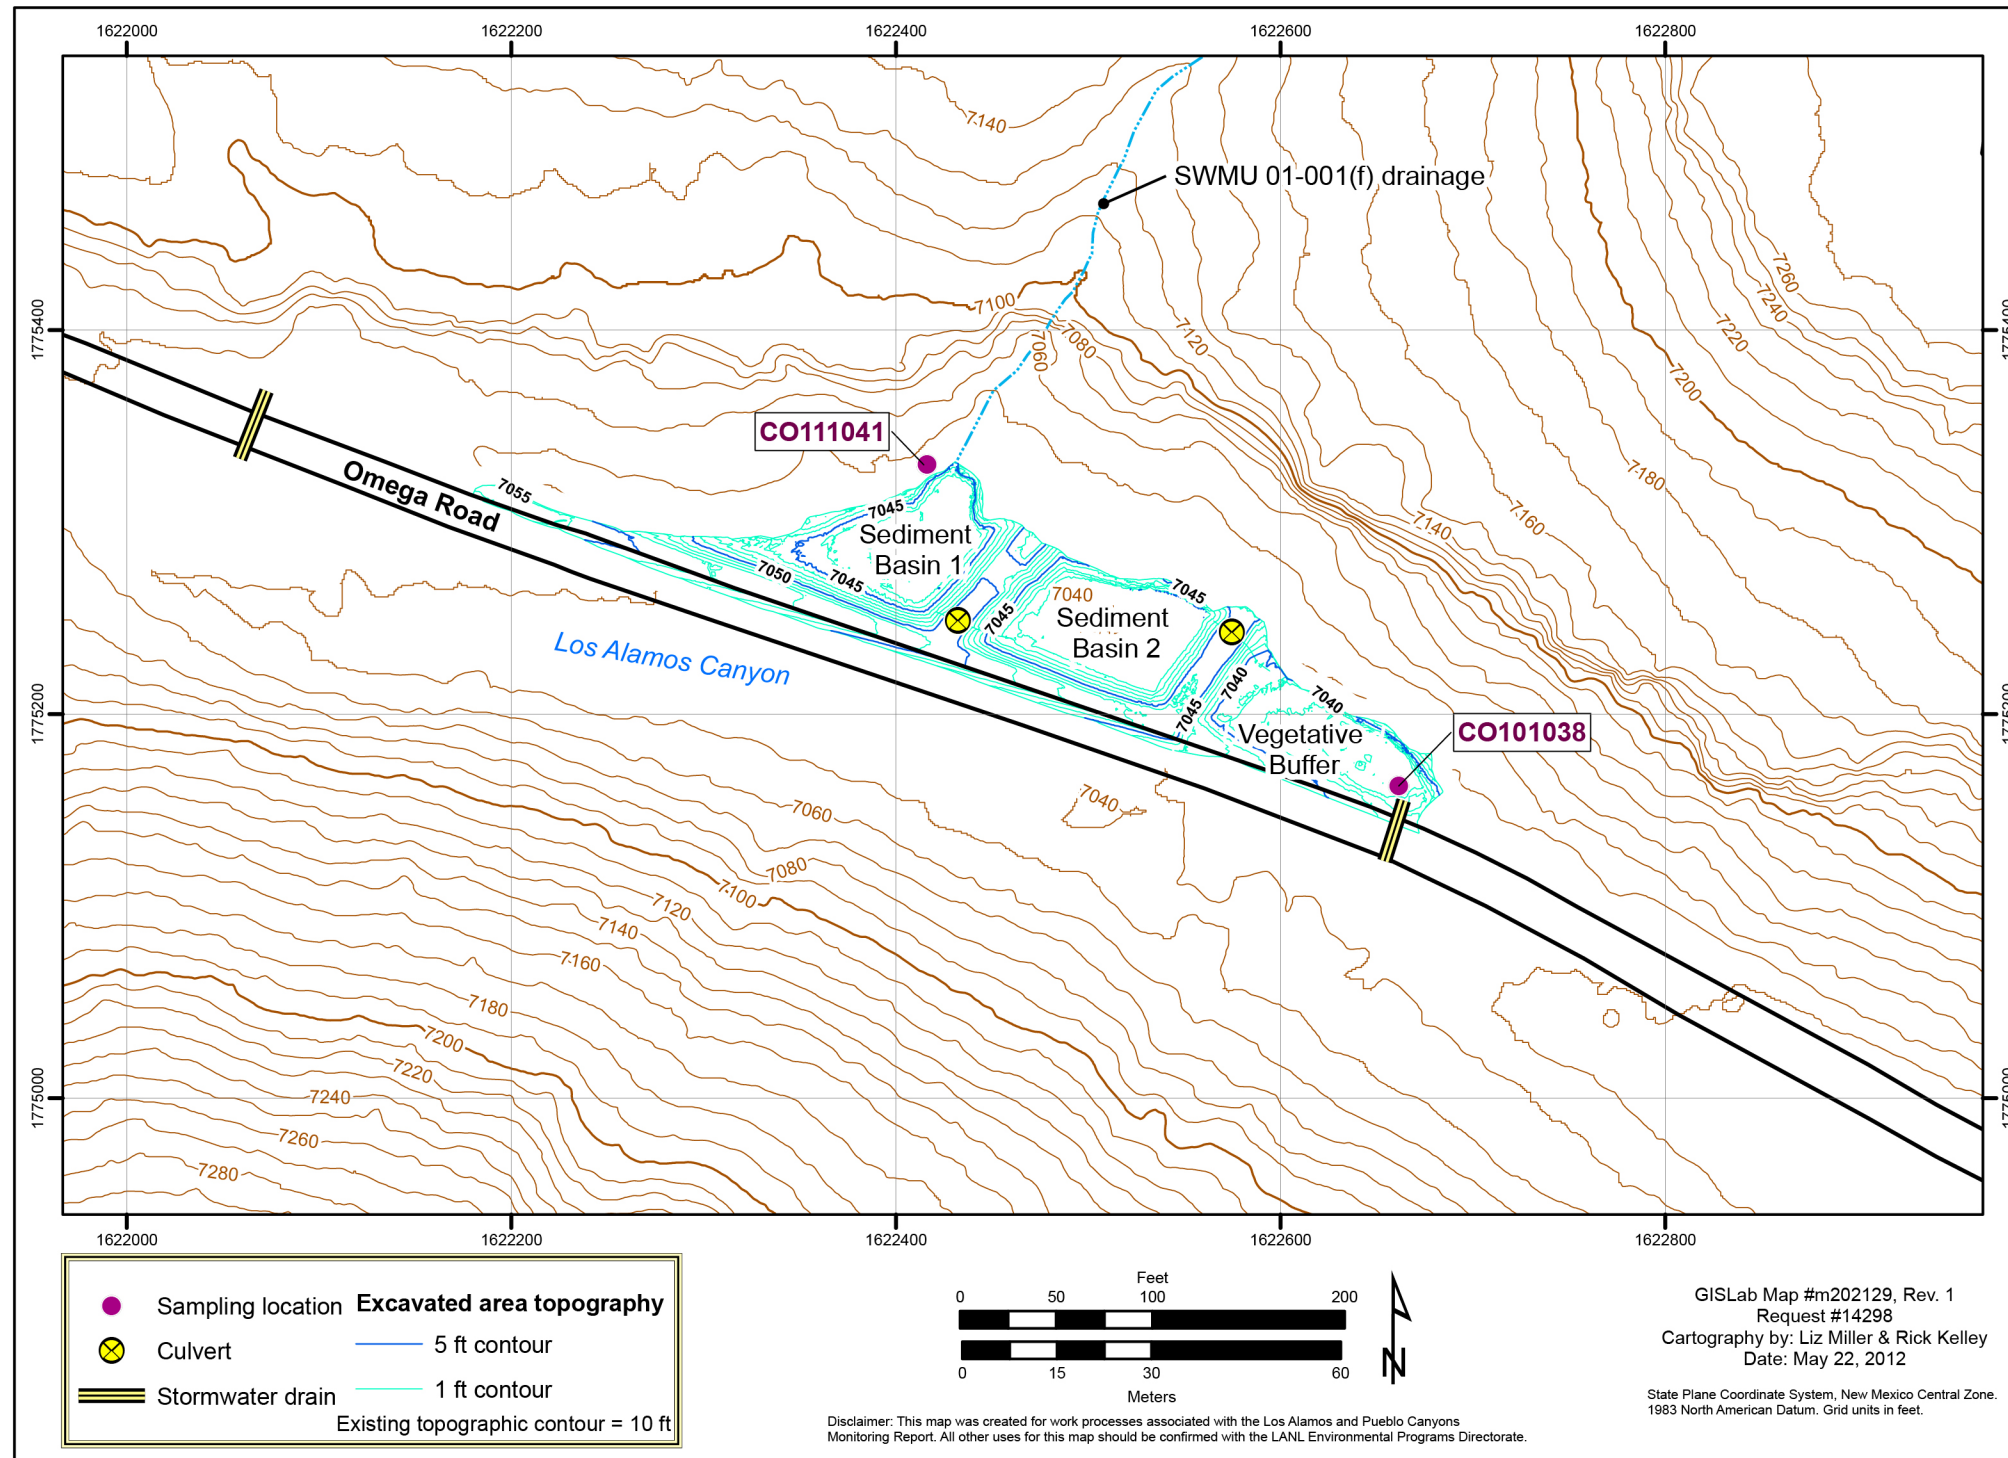 1622000
1622200
1622400
1622600
1622800
7140
SWMU 01-001(f) drainage
7260
7240
7220
7200
7100
7080
7060
7120
1775400
1775400
CO111041
7180
7160
7140
Omega Road
7055
7045
Sediment
Basin 1
7050
7045
7045
7040
7045
Sediment
Basin 2
Los Alamos Canyon
7040
7040
7045
1775200
1775200
Vegetative
Buffer
CO101038
7040
7060
7080
7100
7120
7140
7160
7180
7200
7220
7240
7260
7280
1775000
1775000
1622000
1622200
1622400
1622600
1622800
Sampling location
Culvert
Stormwater drain
Excavated area topography
5 ft contour
1 ft contour
Existing topographic contour = 10 ft
Feet
0 50 100 200
0 15 30 60
Meters
N
GISLab Map #m202129, Rev. 1
Request #14298
Cartography by: Liz Miller & Rick Kelley
Date: May 22, 2012
State Plane Coordinate System, New Mexico Central Zone.
1983 North American Datum. Grid units in feet.
Disclaimer: This map was created for work processes associated with the Los Alamos and Pueblo Canyons
Monitoring Report. All other uses for this map should be confirmed with the LANL Environmental Programs Directorate.